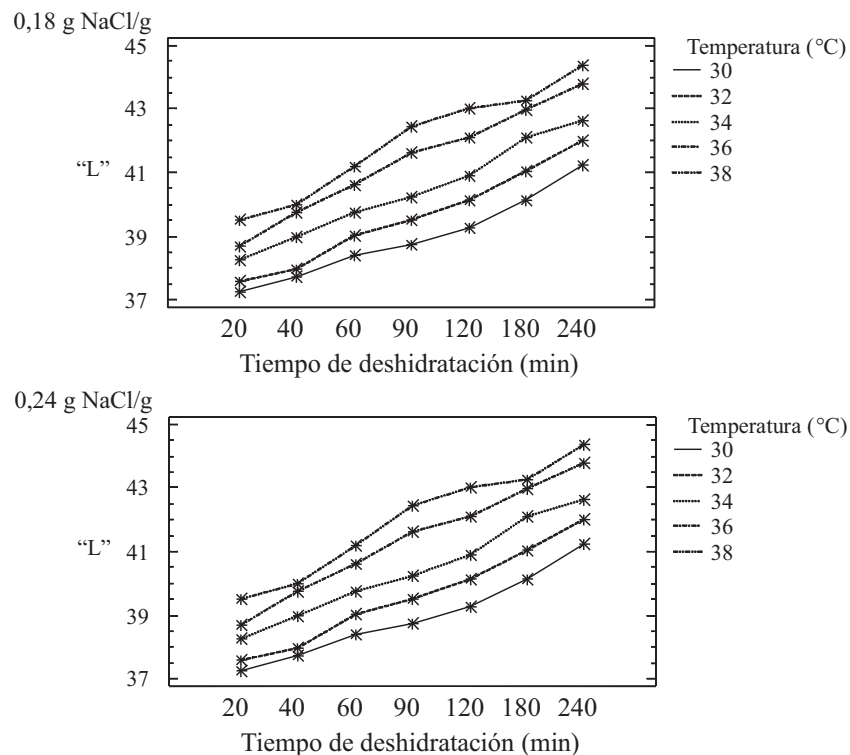 0,18 g NaCl/g
45
43
41
39
37
"L"
20 40 60 90 120 180 240
Tiempo de deshidratación (min)
Temperatura (°C)
30
32
34
36
38
0,24 g NaCl/g
45
43
41
39
37
“L”
20 40 60 90 120 180 240
Tiempo de deshidratación (min)
Temperatura (°C)
30
32
34
36
38